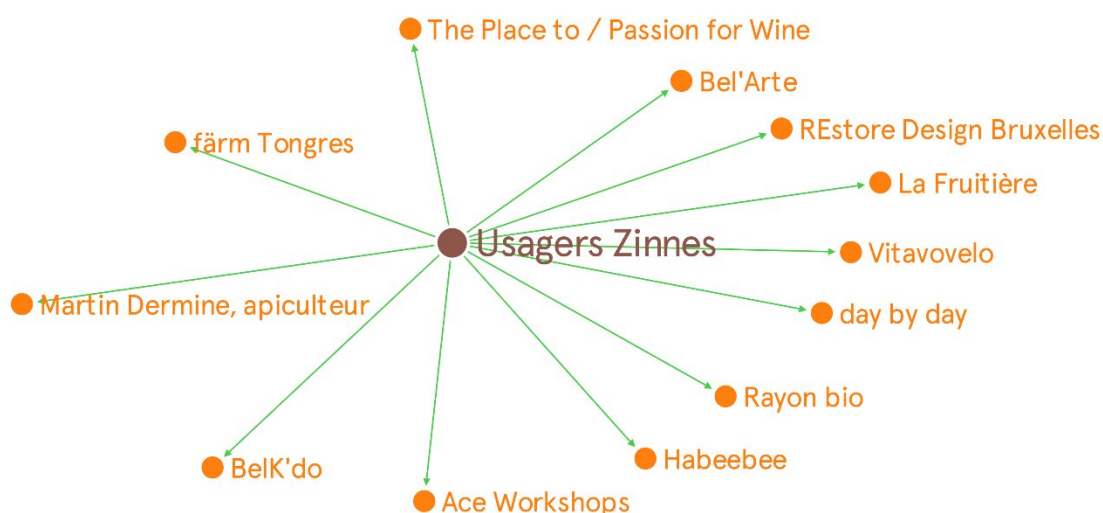 The Place to / Passion for Wine
Bel'Arte
REstore Design Bruxelles
färm Tongres
La Fruitière
Usagers Zinnes
Vitavovelo
Martin Dermine, apiculteur
day by day
Rayon bio
Habeebee
BelK'do
Ace Workshops